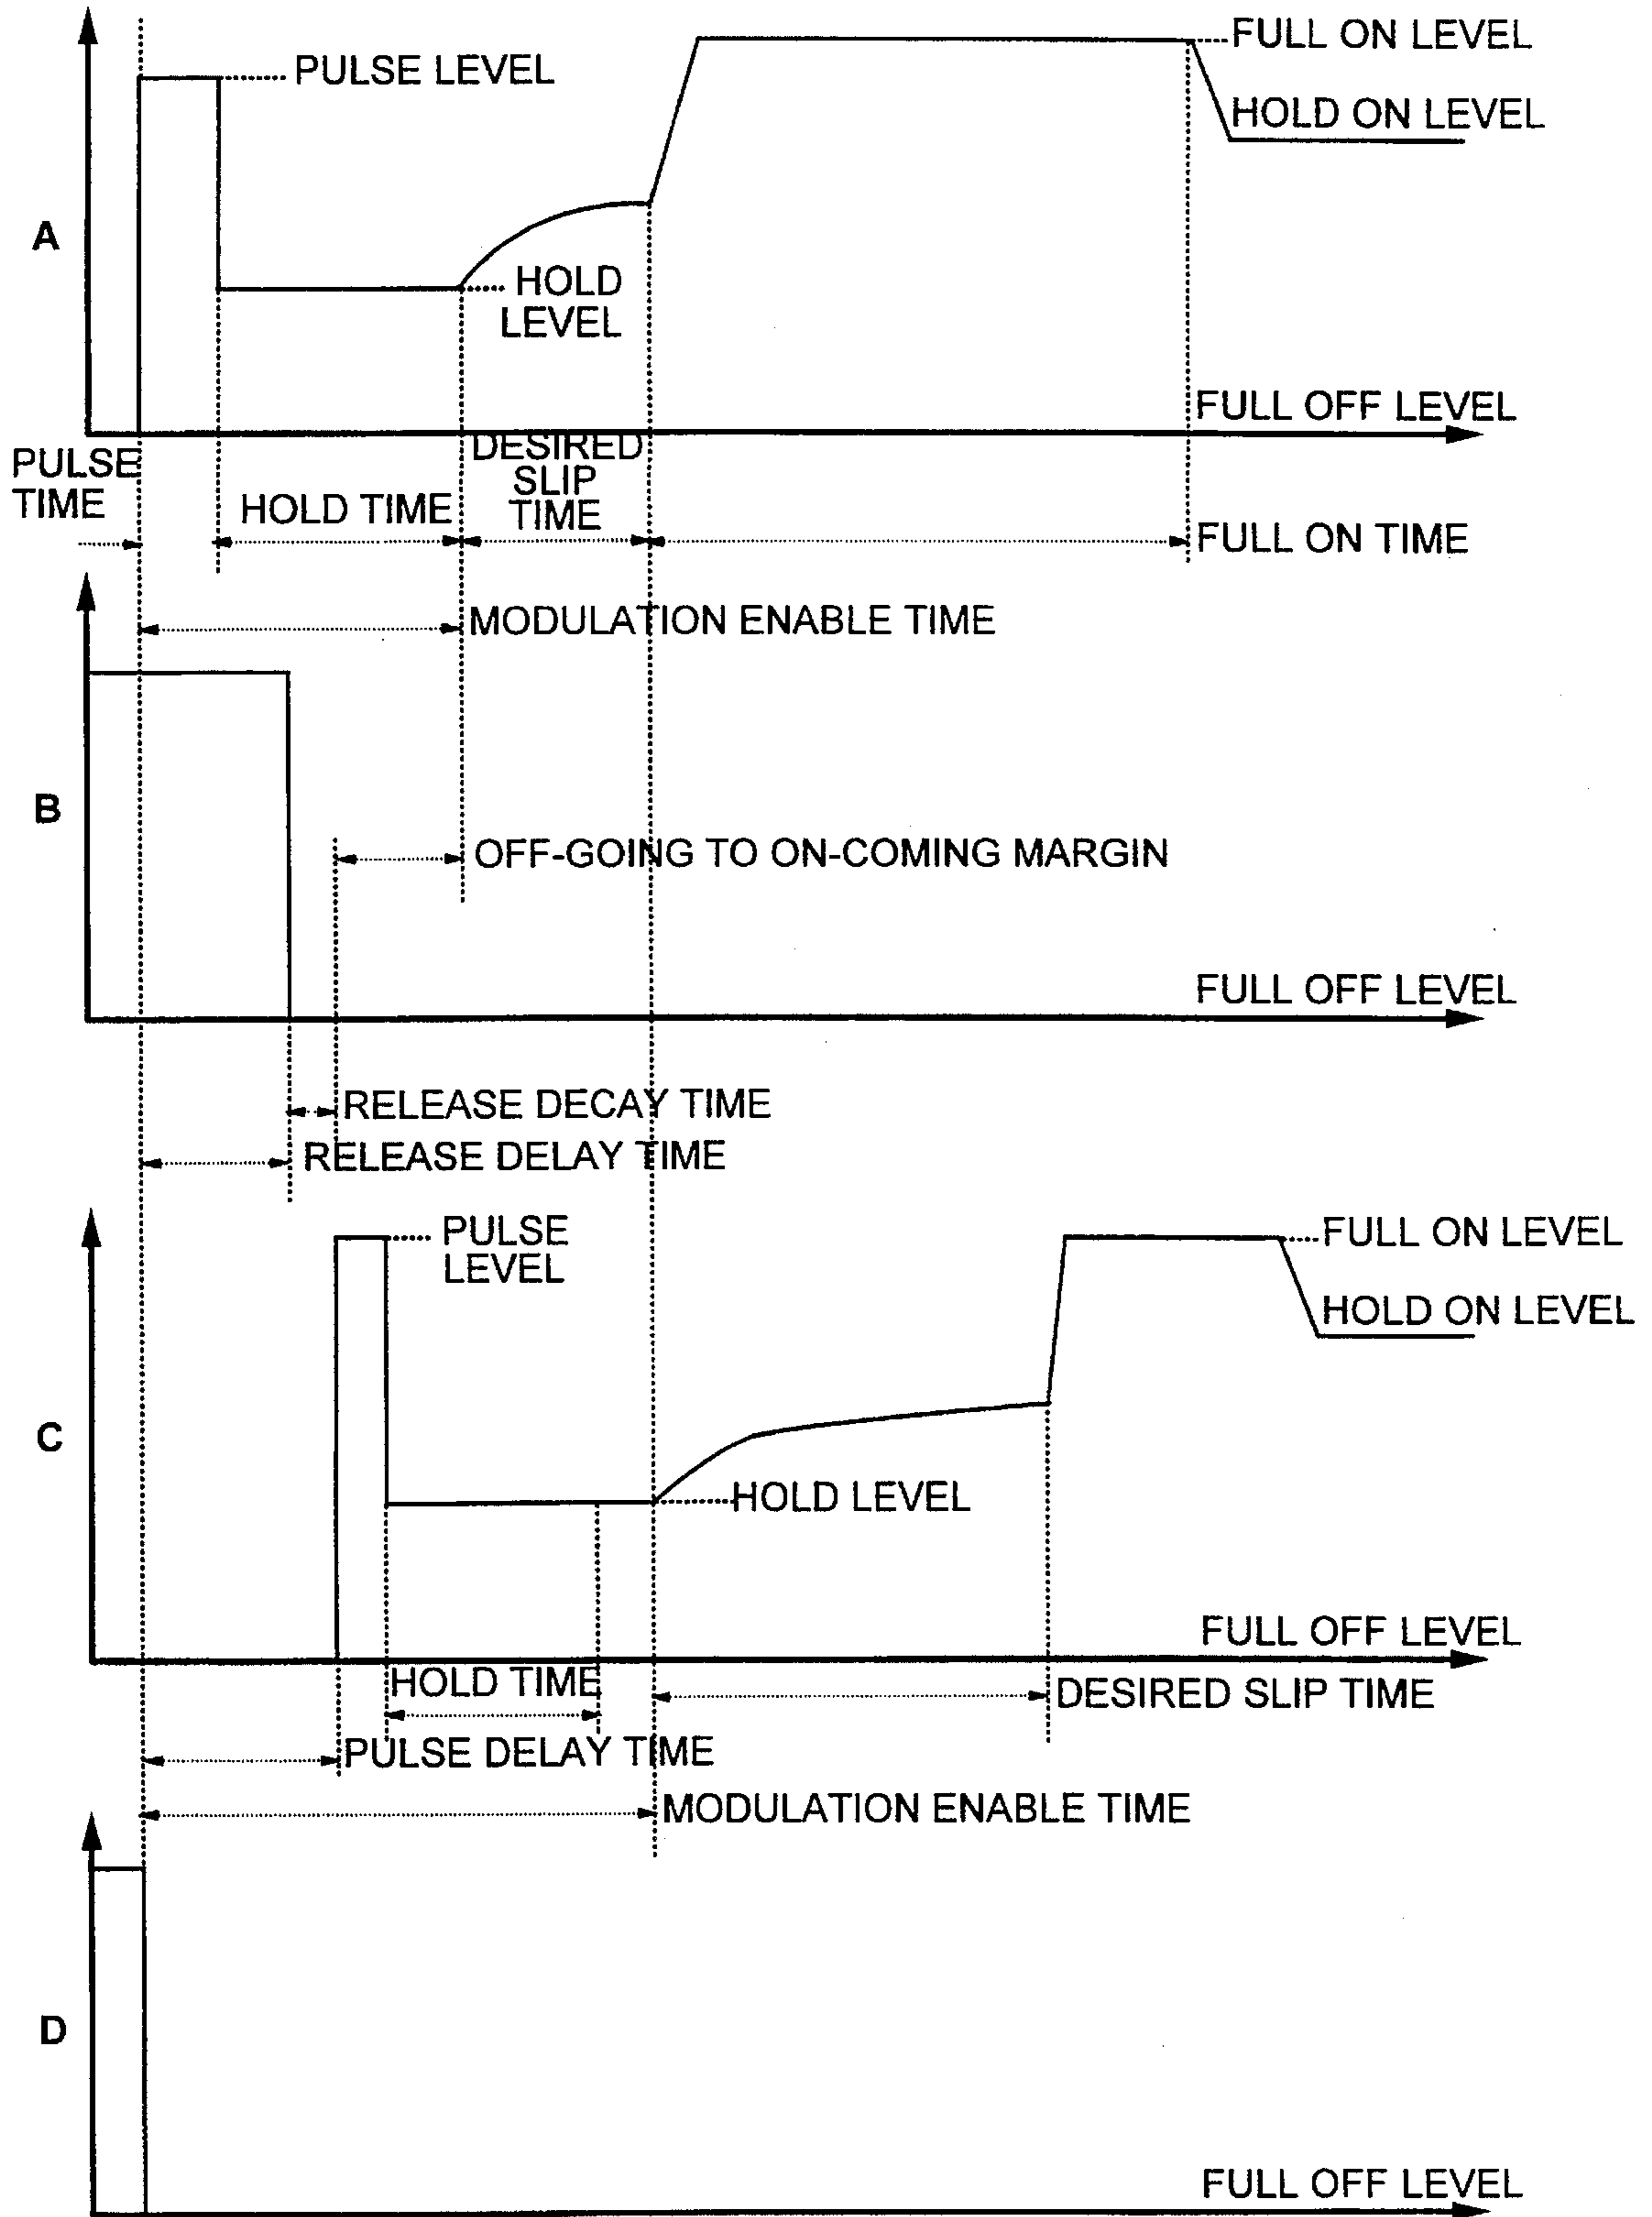 FULL ON LEVEL
PULSE LEVEL
HOLD ON LEVEL
A
HOLD
LEVEL
FULL OFF LEVEL
PULSE
TIME
HOLD TIME
DESIRED
SLIP
TIME
FULL ON TIME
MODULATION ENABLE TIME
B
OFF-GOING TO ON-COMING MARGIN
FULL OFF LEVEL
RELEASE DECAY TIME
RELEASE DELAY TIME
PULSE
LEVEL
FULL ON LEVEL
HOLD ON LEVEL
C
HOLD LEVEL
FULL OFF LEVEL
HOLD TIME
DESIRED SLIP TIME
PULSE DELAY TIME
MODULATION ENABLE TIME
D
FULL OFF LEVEL